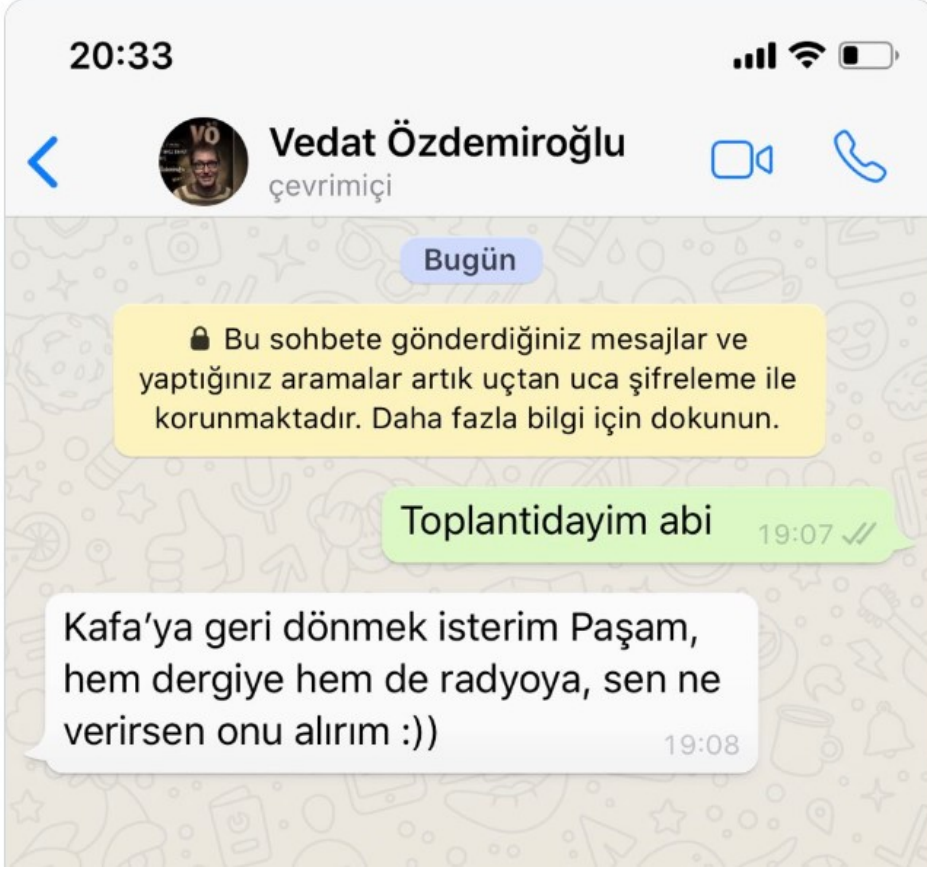 20:33
Vedat Özdemiroğlu
çevrimiçi
Bugün
Bu sohbete gönderdiğiniz mesajlar ve
yaptığınız aramalar artık uçtan uca şifreleme ile
korunmaktadır. Daha fazla bilgi için dokunun.
Toplantidayim abi 19:07
Kafa’ya geri dönmek isterim Paşam,
hem dergiye hem de radyoya, sen ne
verirsen onu alırım :))
19:08